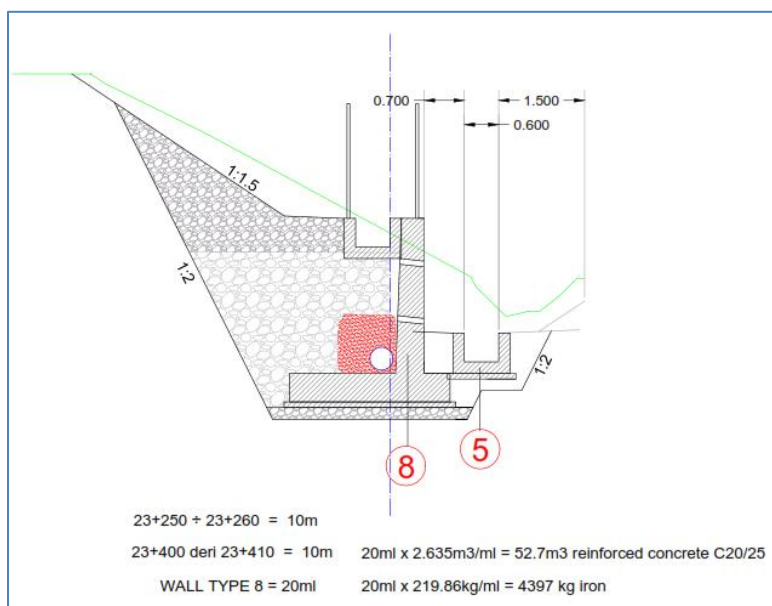 0.700
1.500
0.600
1:1.5
1:2
1:2
8
5
23+250 ÷ 23+260 = 10m
23+400 deri 23+410 = 10m 20ml x 2.635m3/ml = 52.7m3 reinforced concrete C20/25
WALL TYPE 8 = 20ml 20ml x 219.86kg/ml = 4397 kg iron